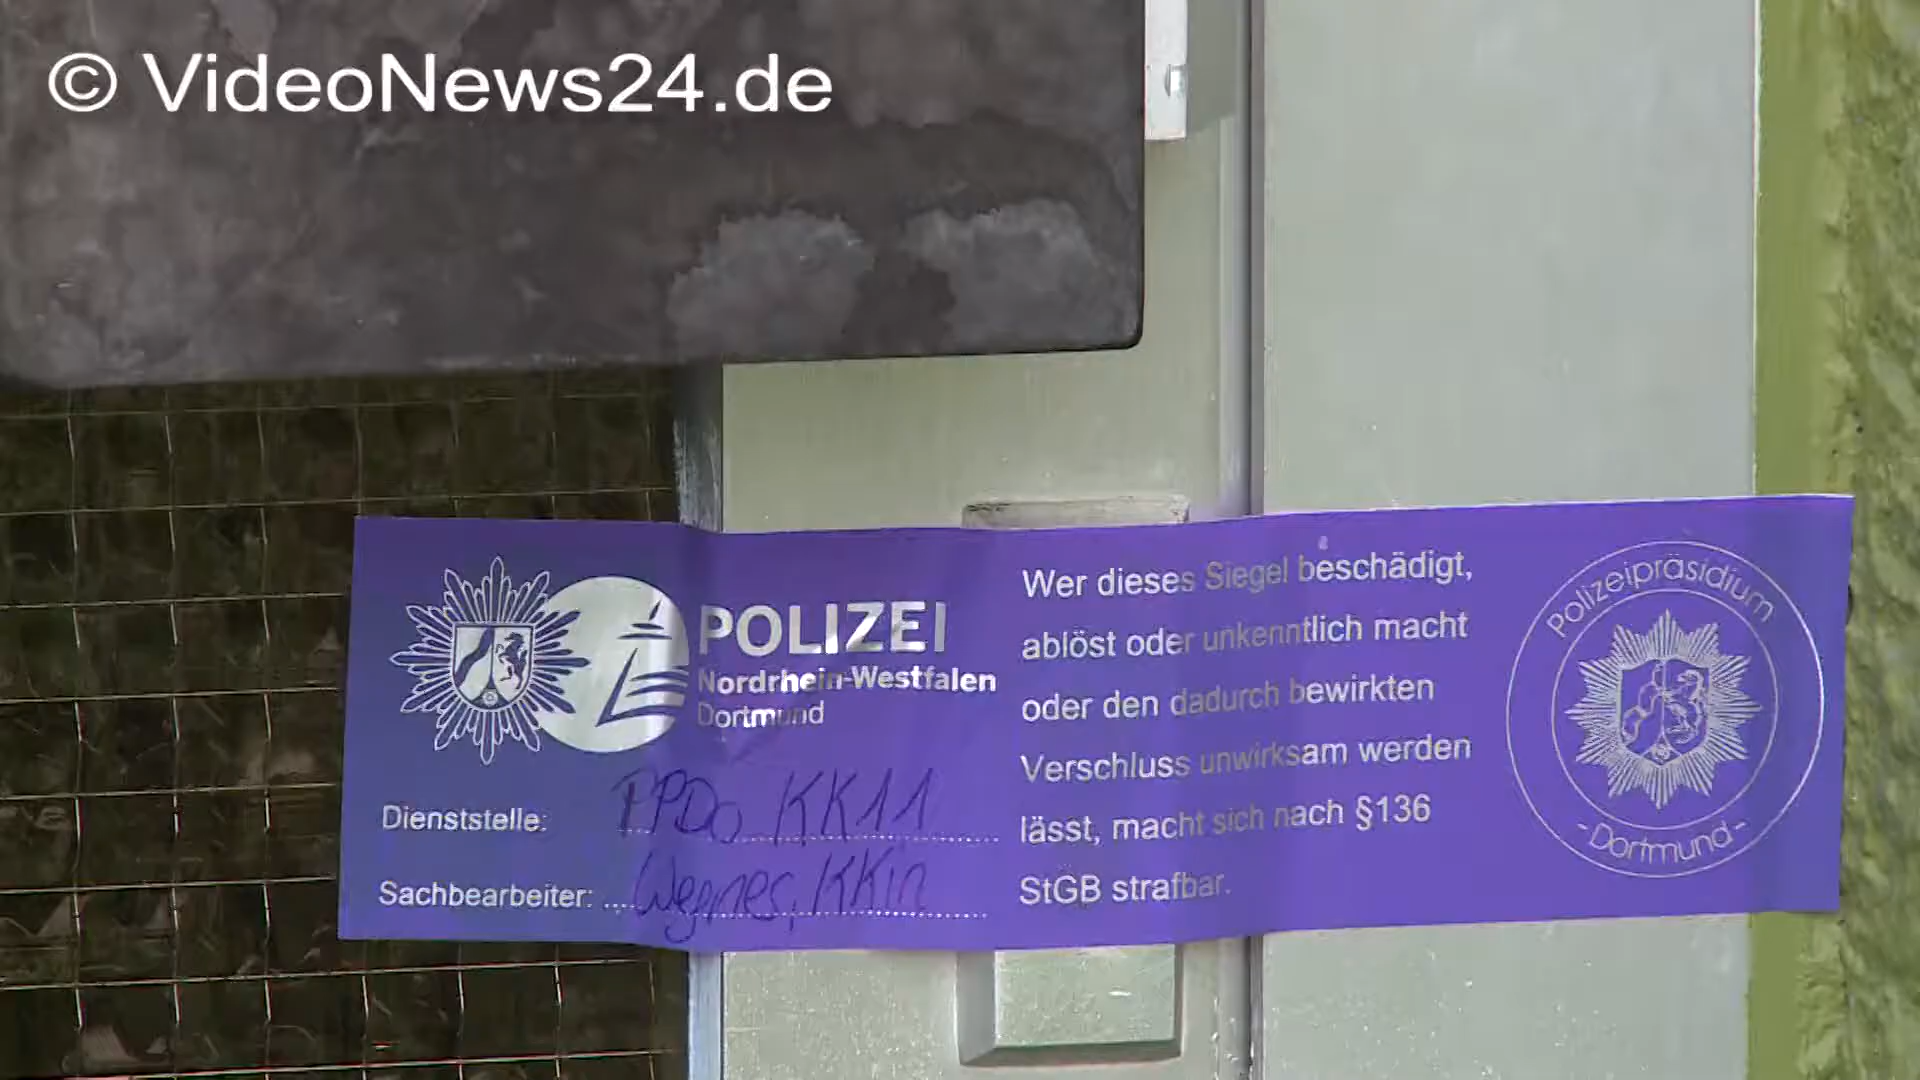 © VideoNews24.de
POLIZEI
Nordrhein-Westfalen
Dortmund
Dienststelle: PPDo KK11
Sachbearbeiter: Wegner, KKin
Wer dieses Siegel beschädigt,
ablöst oder unkenntlich macht
oder den dadurch bewirkten
Verschluss unwirksam werden
lässt, macht sich nach §136
StGB strafbar.
Polizeipräsidium
-Dortmund-